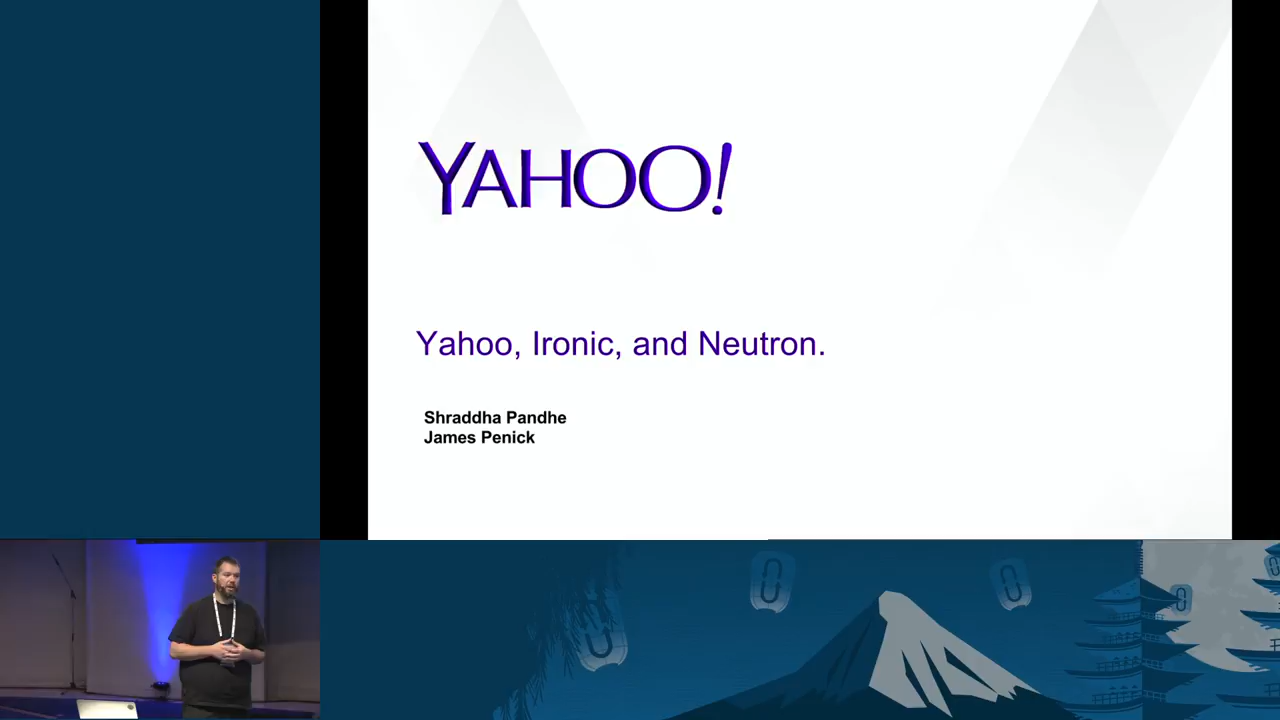 YAHOO!
Yahoo, Ironic, and Neutron.
Shraddha Pandhe
James Penick